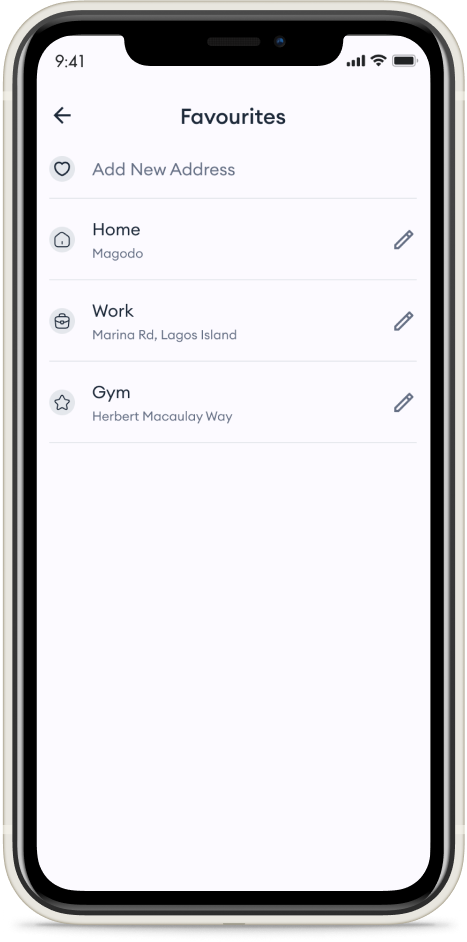 9:41
Favourites
Add New Address
Home
Magodo
Work
Marina Rd, Lagos Island
Gym
Herbert Macaulay Way